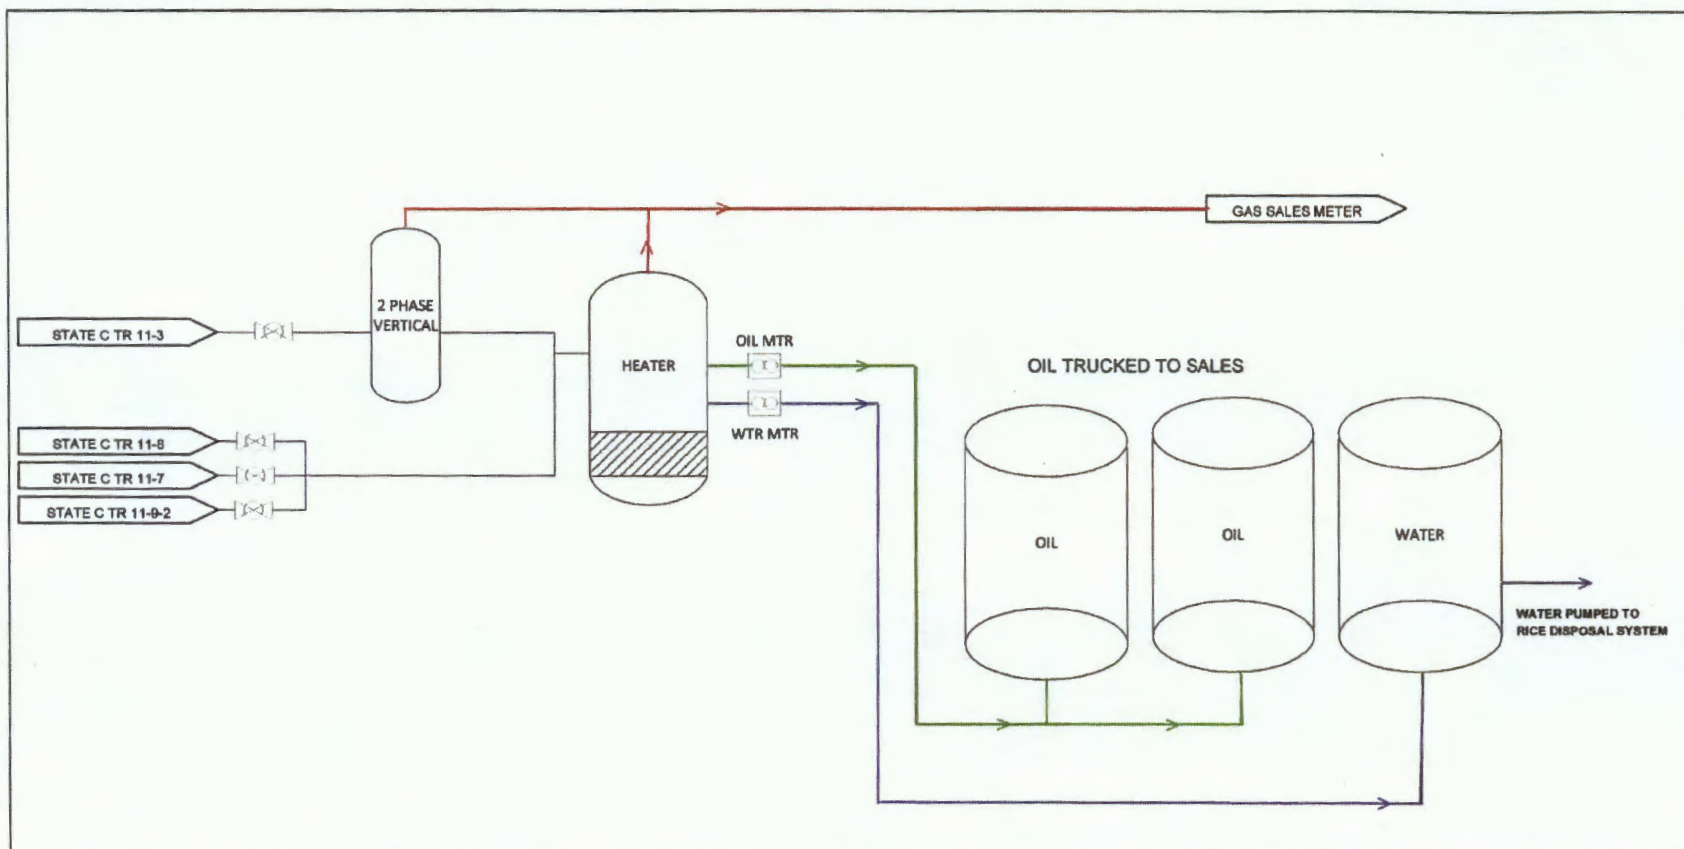 GAS SALES METER
2 PHASE
VERTICAL
STATE C TR 11-3
HEATER
OIL MTR
WTR MTR
OIL TRUCKED TO SALES
STATE C TR 11-8
STATE C TR 11-7
STATE C TR 11-9-2
OIL
OIL
WATER
WATER PUMPED TO
RICE DISPOSAL SYSTEM